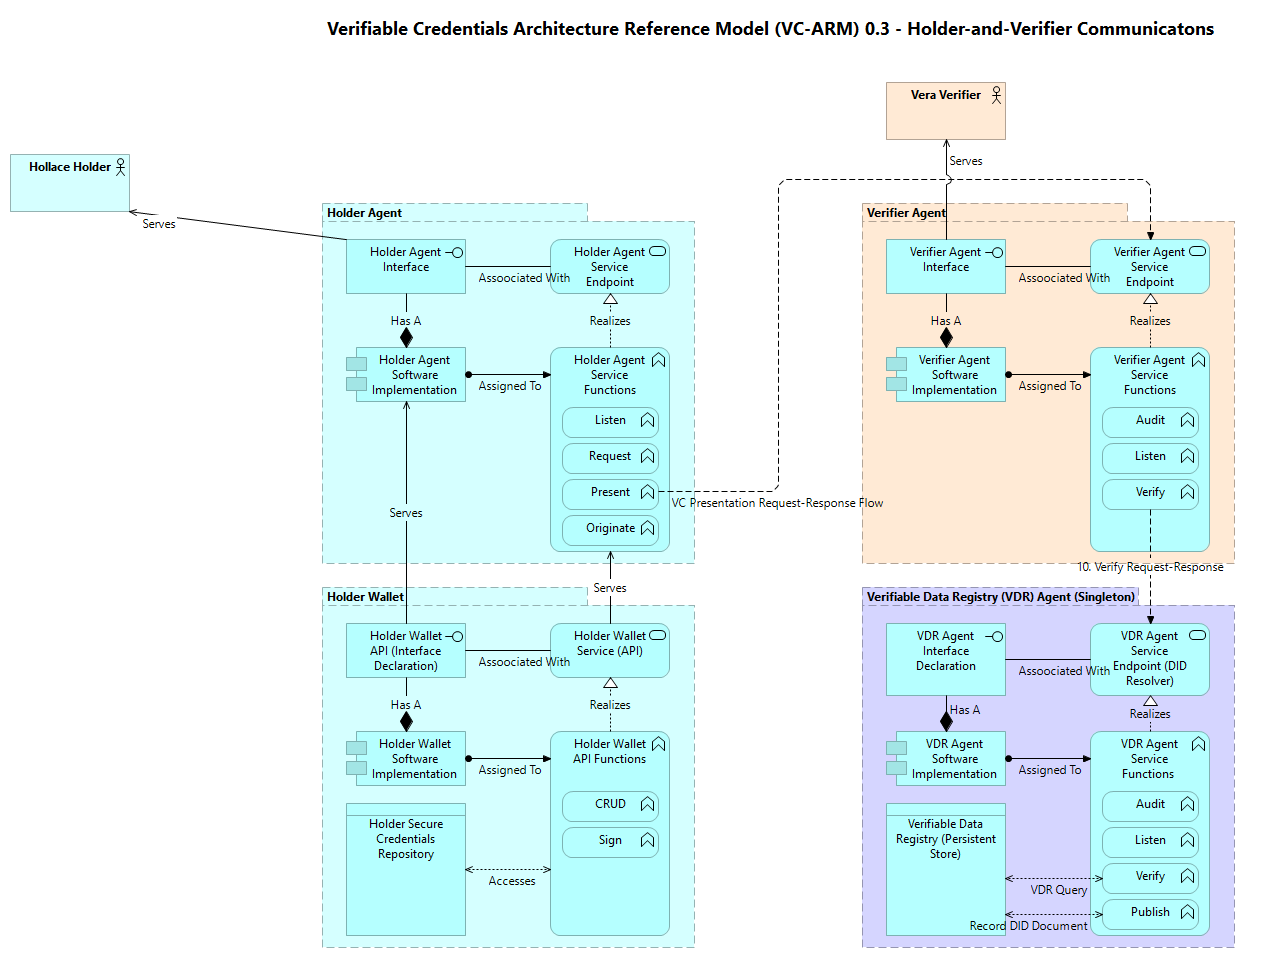 Verifiable Credentials Architecture Reference Model (VC-ARM) 0.3 - Holder-and-Verifier Communicatons
Vera Verifier
Serves
Hollace Holder
Serves
Holder Agent
Holder Agent
Interface
Assoociated With
Holder Agent
Service
Endpoint
Has A
Realizes
Holder Agent
Software
Implementation
Assigned To
Holder Agent
Service
Functions
Listen
Request
Present
Originate
VC Presentation Request-Response Flow
Serves
Serves
Verifier Agent
Verifier Agent
Interface
Assoociated With
Verifier Agent
Service
Endpoint
Has A
Realizes
Verifier Agent
Software
Implementation
Assigned To
Verifier Agent
Service
Functions
Audit
Listen
Verify
10. Verify Request-Response
Holder Wallet
Holder Wallet
API (Interface
Declaration)
Assoociated With
Holder Wallet
Service (API)
Has A
Realizes
Holder Wallet
Software
Implementation
Assigned To
Holder Wallet
API Functions
CRUD
Sign
Holder Secure
Credentials
Repository
Accesses
Verifiable Data Registry (VDR) Agent (Singleton)
VDR Agent
Interface
Declaration
Assoociated With
VDR Agent
Service
Endpoint (DID
Resolver)
Has A
Realizes
VDR Agent
Software
Implementation
Assigned To
VDR Agent
Service
Functions
Audit
Listen
Verify
Publish
Verifiable Data
Registry (Persistent
Store)
VDR Query
Record DID Document